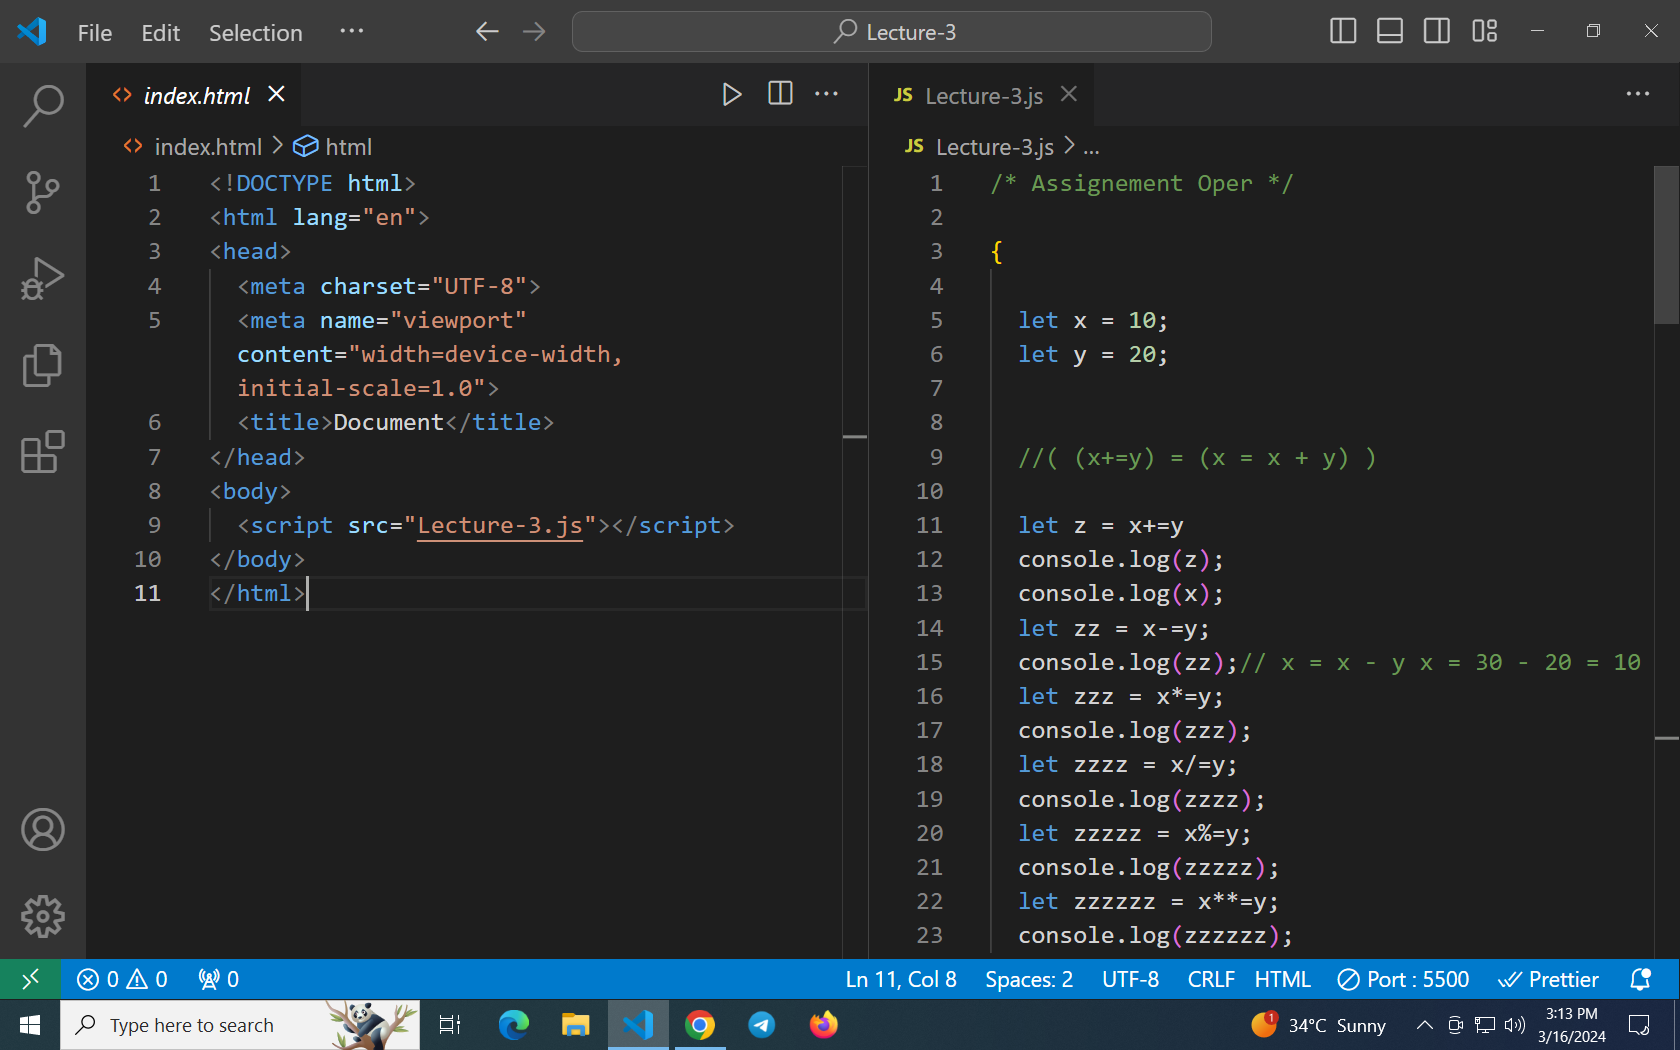 File Edit Selection ··· Lecture-3
index.html
index.html > html
1 <!DOCTYPE html>
2 <html lang="en">
3 <head>
4 <meta charset="UTF-8">
5 <meta name="viewport"
content="width=device-width,
initial-scale=1.0">
6 <title>Document</title>
7 </head>
8 <body>
9 <script src="Lecture-3.js"></script>
10 </body>
11 </html>
JS Lecture-3.js
JS Lecture-3.js > ...
1 /* Assignement Oper */
2
3 {
4
5 let x = 10;
6 let y = 20;
7
8
9 //( (x+=y) = (x = x + y) )
10
11 let z = x+=y
12 console.log(z);
13 console.log(x);
14 let zz = x-=y;
15 console.log(zz);// x = x - y x = 30 - 20 = 10
16 let zzz = x*=y;
17 console.log(zzz);
18 let zzzz = x/=y;
19 console.log(zzzz);
20 let zzzzz = x%=y;
21 console.log(zzzzz);
22 let zzzzzz = x**=y;
23 console.log(zzzzzz);
0 0 0 Ln 11, Col 8 Spaces: 2 UTF-8 CRLF HTML Port : 5500 Prettier
Type here to search 1 34°C Sunny 3:13 PM
3/16/2024